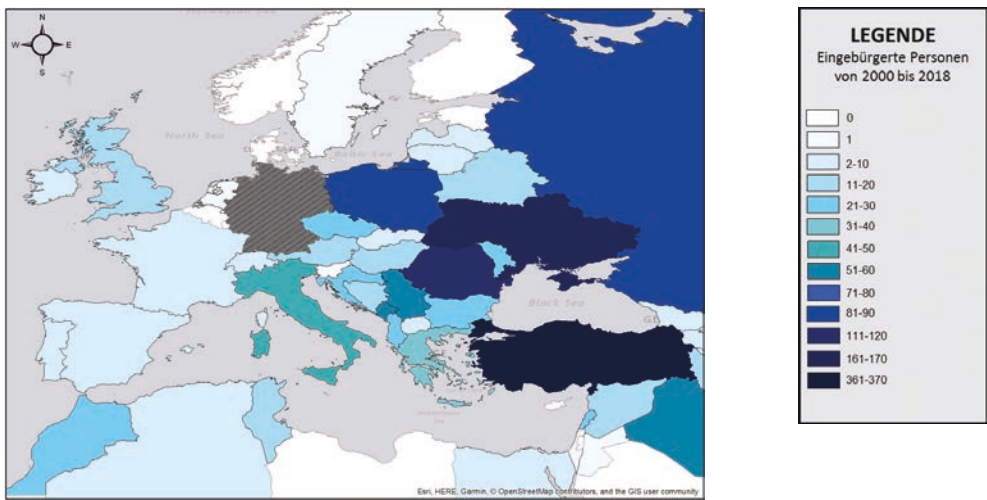 N
W
E
S
Norwegian Sea
North Sea
Baltic Sea
Black Sea
Esri, HERE, Garmin, © OpenStreetMap contributors, and the GIS user community
LEGENDE
Eingebürgerte Personen
von 2000 bis 2018
0
1
2-10
11-20
21-30
31-40
41-50
51-60
71-80
81-90
111-120
161-170
361-370